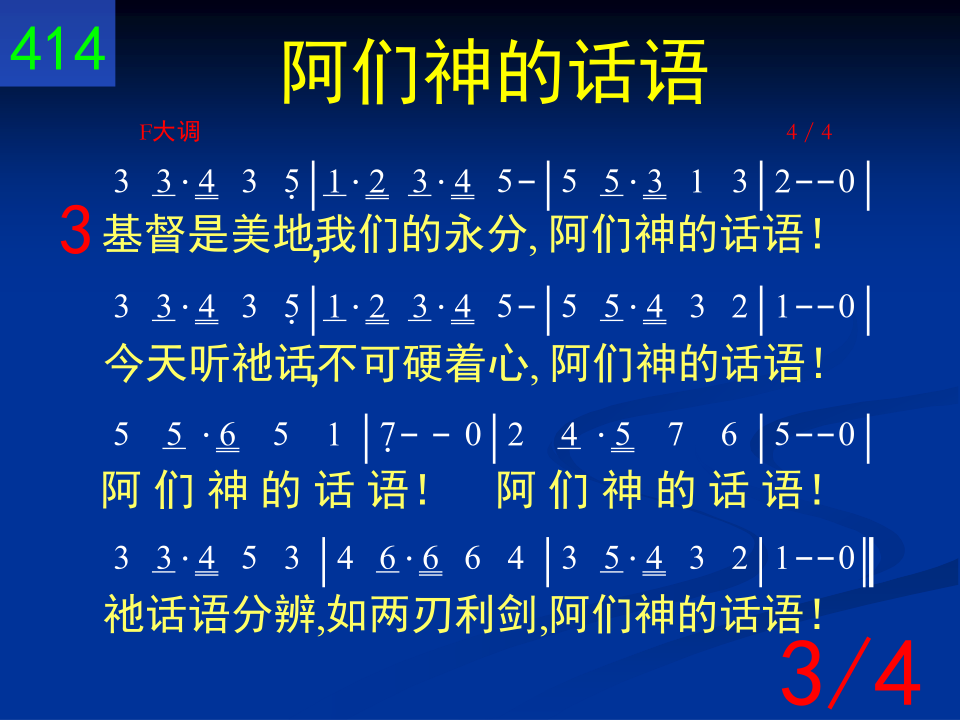 414
阿们神的话语
F大调 4/4
3 3·4 3 5̣|1·2 3·4 5-|5 5·3 1 3|2--0|
3 基督是美地,我们的永分, 阿们神的话语!
3 3·4 3 5̣|1·2 3·4 5-|5 5·4 3 2|1--0|
今天听祂话,不可硬着心, 阿们神的话语!
5 5·6 5 1|7̣-- 0|2 4·5 7 6|5--0|
阿们神的话语! 阿们神的话语!
3 3·4 5 3|4 6·6 6 4|3 5·4 3 2|1--0‖
祂话语分辨,如两刃利剑,阿们神的话语!
3/4